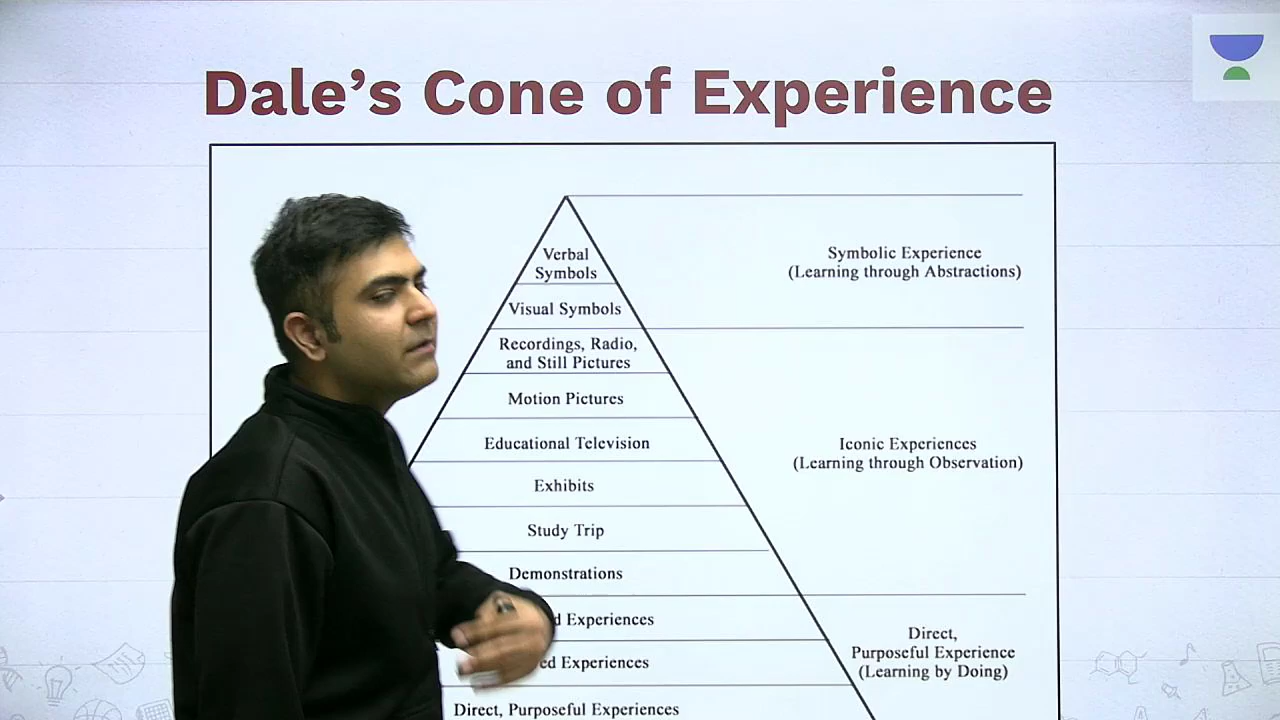 Dale's Cone of Experience
Verbal
Symbols
Visual Symbols
Recordings, Radio,
and Still Pictures
Motion Pictures
Educational Television
Exhibits
Study Trip
Demonstrations
Experiences
Experiences
Direct, Purposeful Experiences
Symbolic Experience
(Learning through Abstractions)
Iconic Experiences
(Learning through Observation)
Direct,
Purposeful Experience
(Learning by Doing)